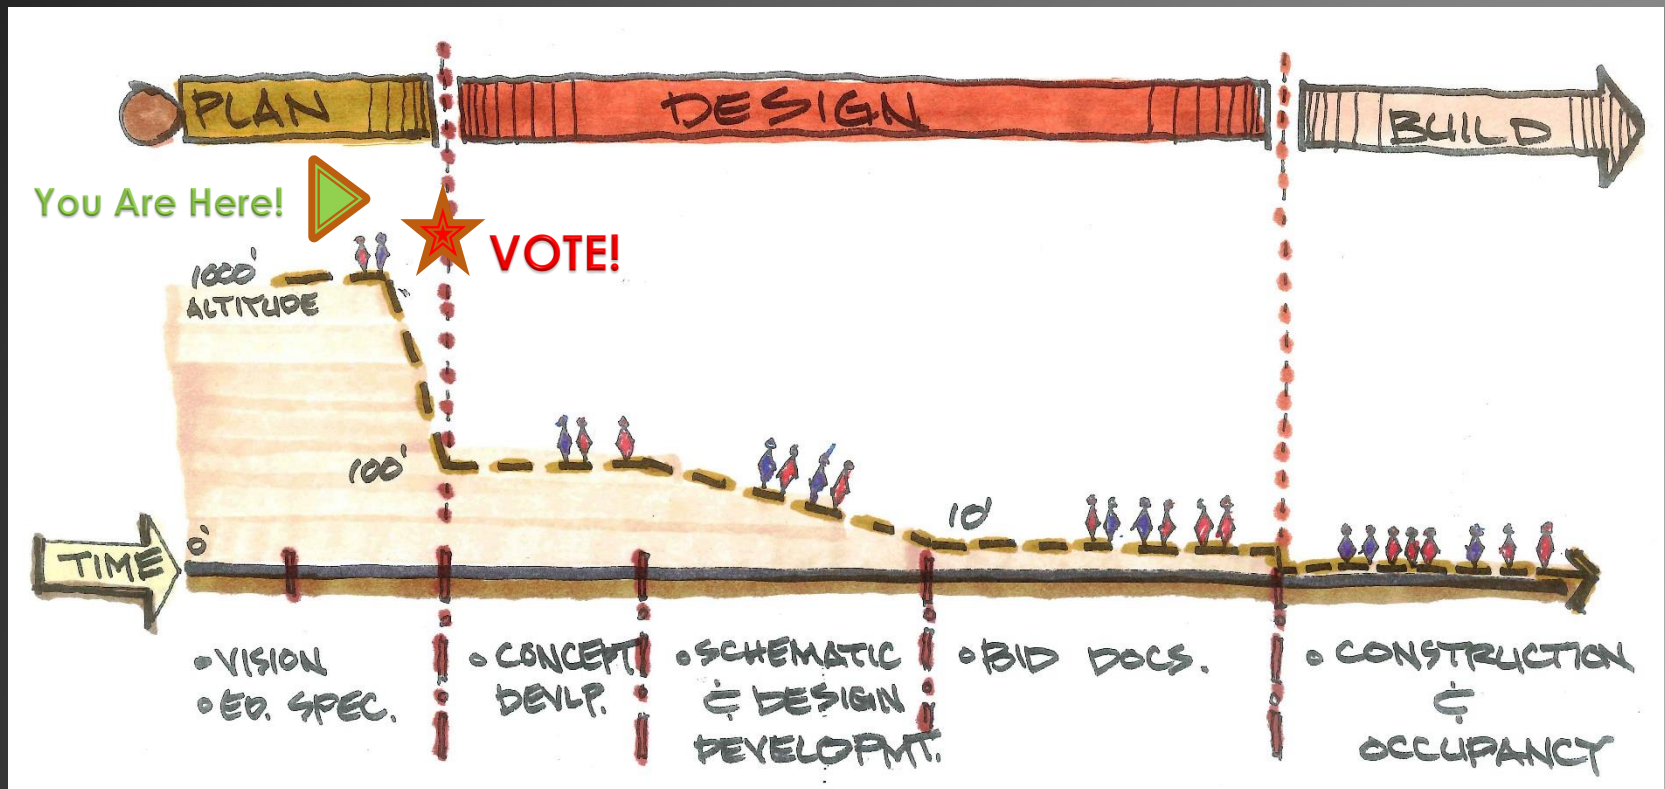 PLAN
DESIGN
BUILD
You Are Here!
VOTE!
1000'
ALTITUDE
100'
10'
0'
TIME
• VISION
• ED. SPEC.
• CONCEPT
DEVLP.
• SCHEMATIC
& DESIGN
DEVELOPMT.
• BID DOCS.
• CONSTRUCTION
&
OCCUPANCY